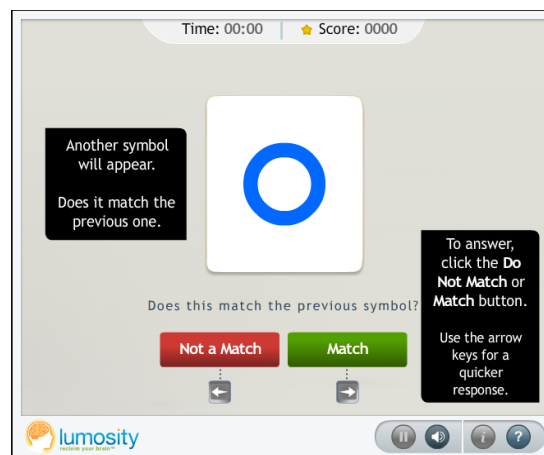 Time: 00:00 | Score: 0000
Another symbol
will appear.
Does it match the
previous one.
To answer,
click the Do
Not Match or
Match button.
Use the arrow
keys for a
quicker
response.
Does this match the previous symbol?
Not a Match
Match
lumosity
reclaim your brain™
i
?